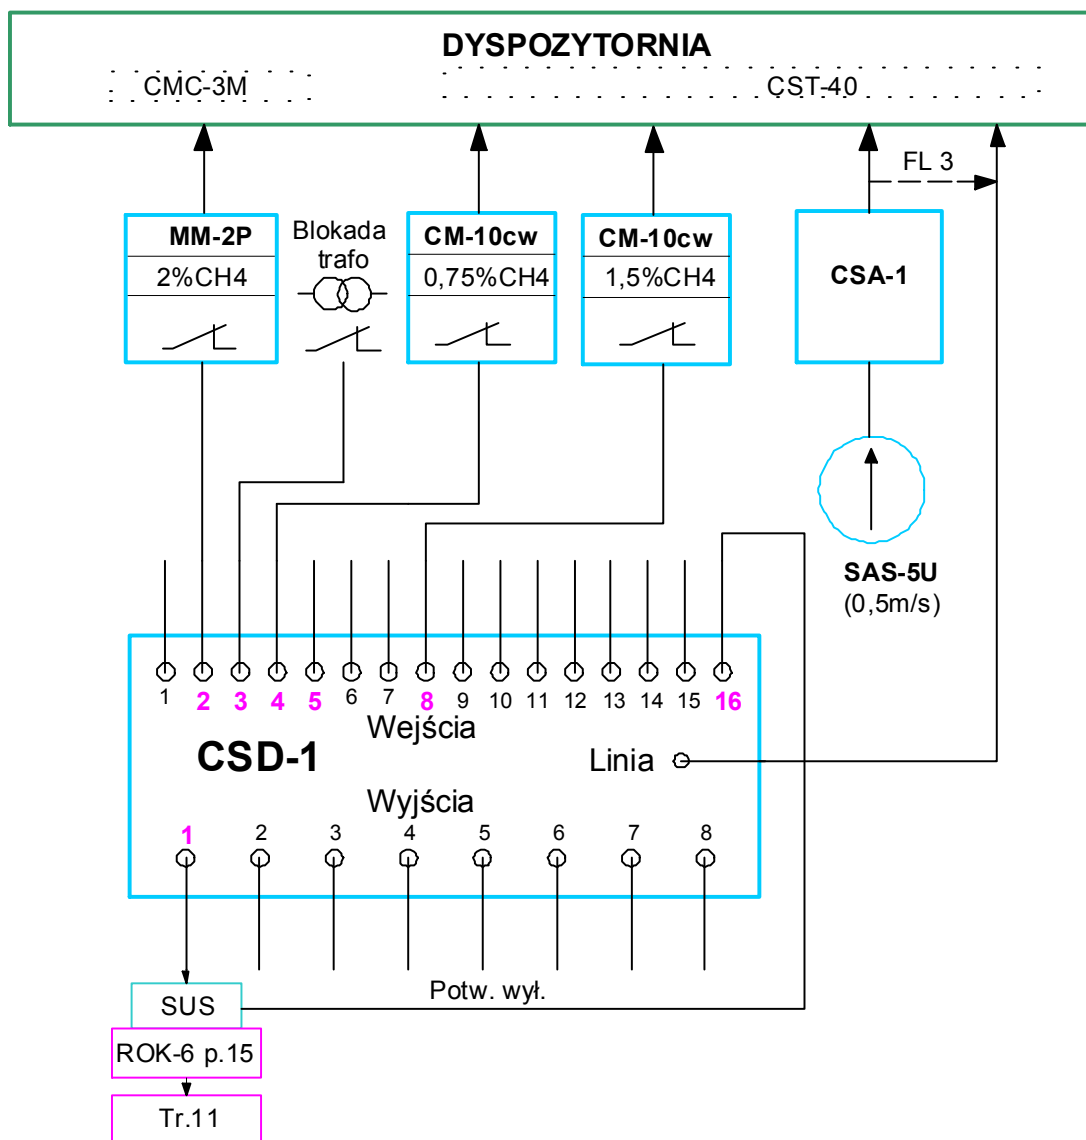 DYSPOZYTORNIA
CMC-3M
CST-40
FL 3
MM-2P
2%CH4
Blokada
trafo
CM-10cw
0,75%CH4
CM-10cw
1,5%CH4
CSA-1
SAS-5U
(0,5m/s)
1 2 3 4 5 6 7 8 9 10 11 12 13 14 15 16
Wejścia
CSD-1
Linia
Wyjścia
1 2 3 4 5 6 7 8
Potw. wył.
SUS
ROK-6 p.15
Tr.11